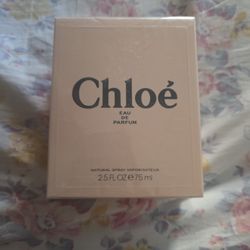 Chloé
EAU
DE
PARFUM
NATURAL SPRAY VAPORISATEUR
2.5 FL.OZ 75 ml